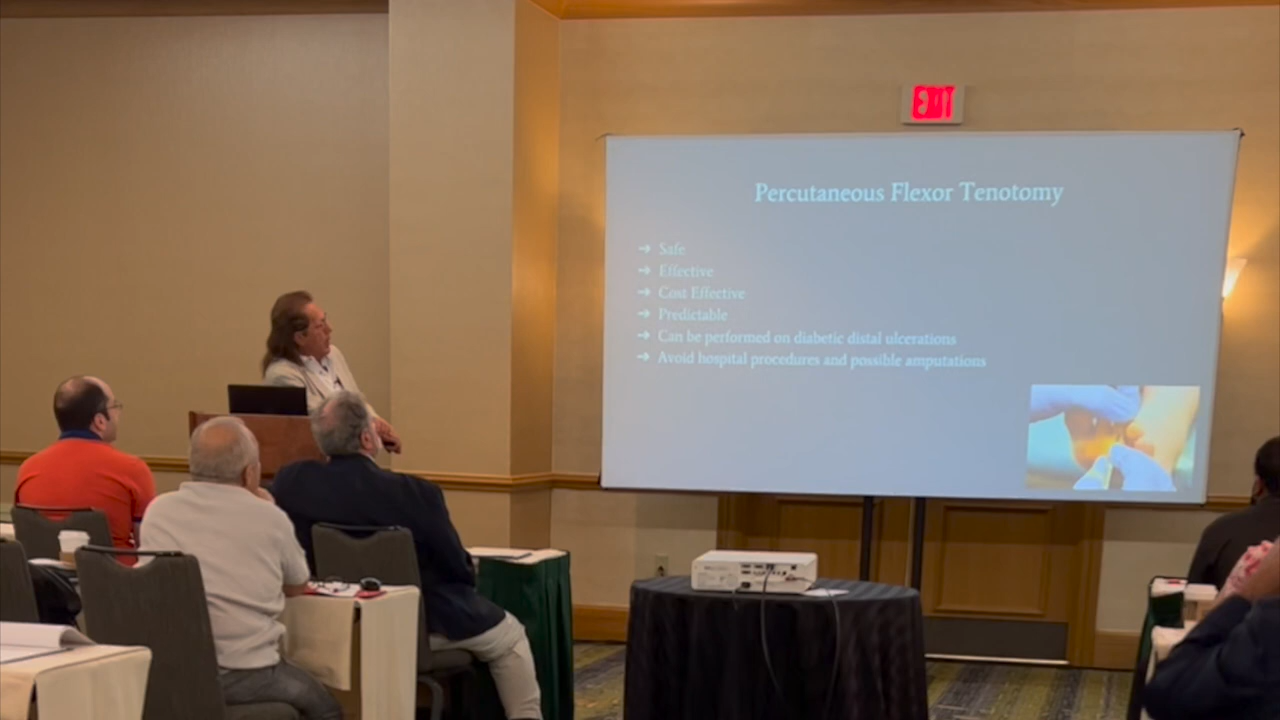 EXIT
Percutaneous Flexor Tenotomy
→ Safe
→ Effective
→ Cost Effective
→ Predictable
→ Can be performed on diabetic distal ulcerations
→ Avoid hospital procedures and possible amputations